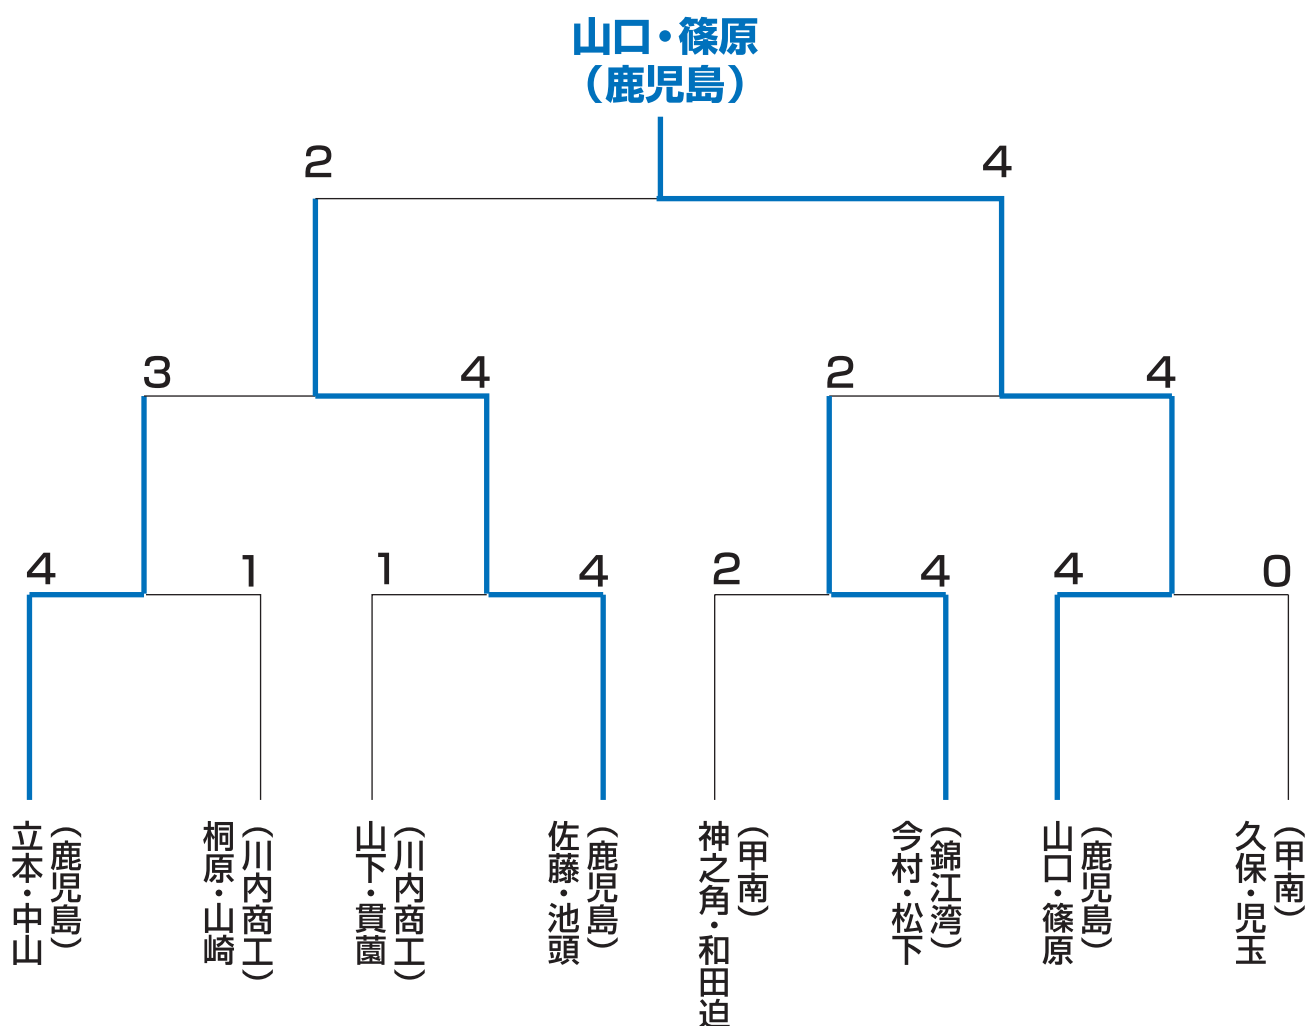 山口・篠原
（鹿児島）
2
4
3
4
2
4
4
1
1
4
2
4
4
0
立本・中山
（鹿児島）
桐原・山崎
（川内商工）
山下・貫薗
（川内商工）
佐藤・池頭
（鹿児島）
神之角・和田迫
（甲南）
今村・松下
（錦江湾）
山口・篠原
（鹿児島）
久保・児玉
（甲南）